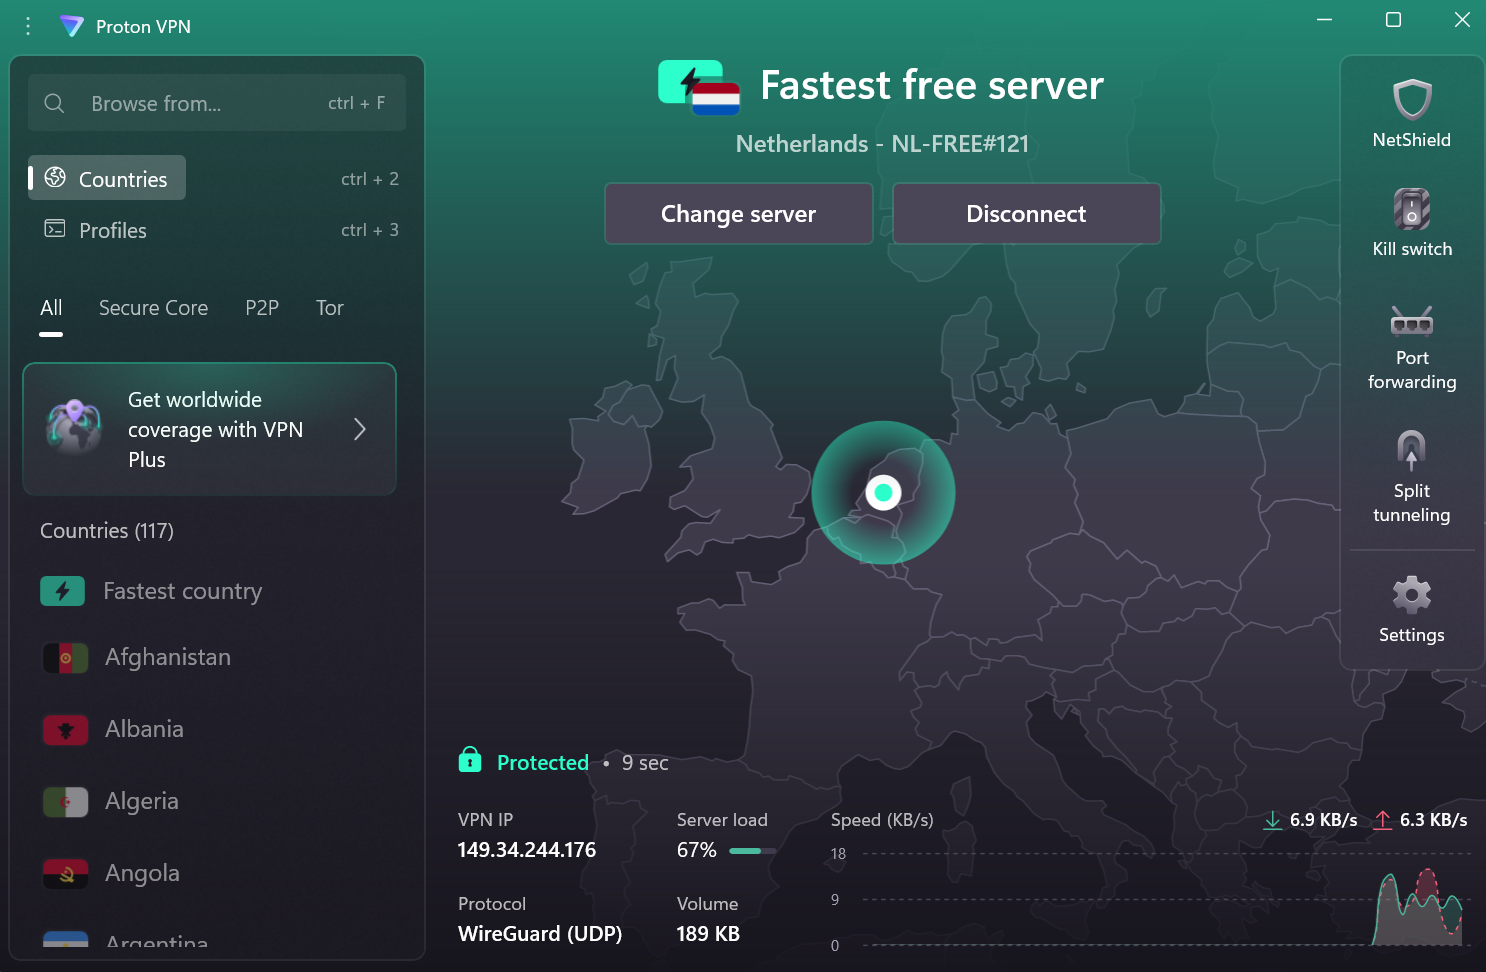 Proton VPN
Browse from...
ctrl + F
Countries
ctrl + 2
Profiles
ctrl + 3
All
Secure Core
P2P
Tor
Get worldwide
coverage with VPN
Plus
Countries (117)
Fastest country
Afghanistan
Albania
Algeria
Angola
Argentina
Fastest free server
Netherlands - NL-FREE#121
Change server
Disconnect
Protected • 9 sec
VPN IP
149.34.244.176
Server load
67%
Protocol
WireGuard (UDP)
Volume
189 KB
Speed (KB/s)
6.9 KB/s
6.3 KB/s
18
9
0
NetShield
Kill switch
Port
forwarding
Split
tunneling
Settings